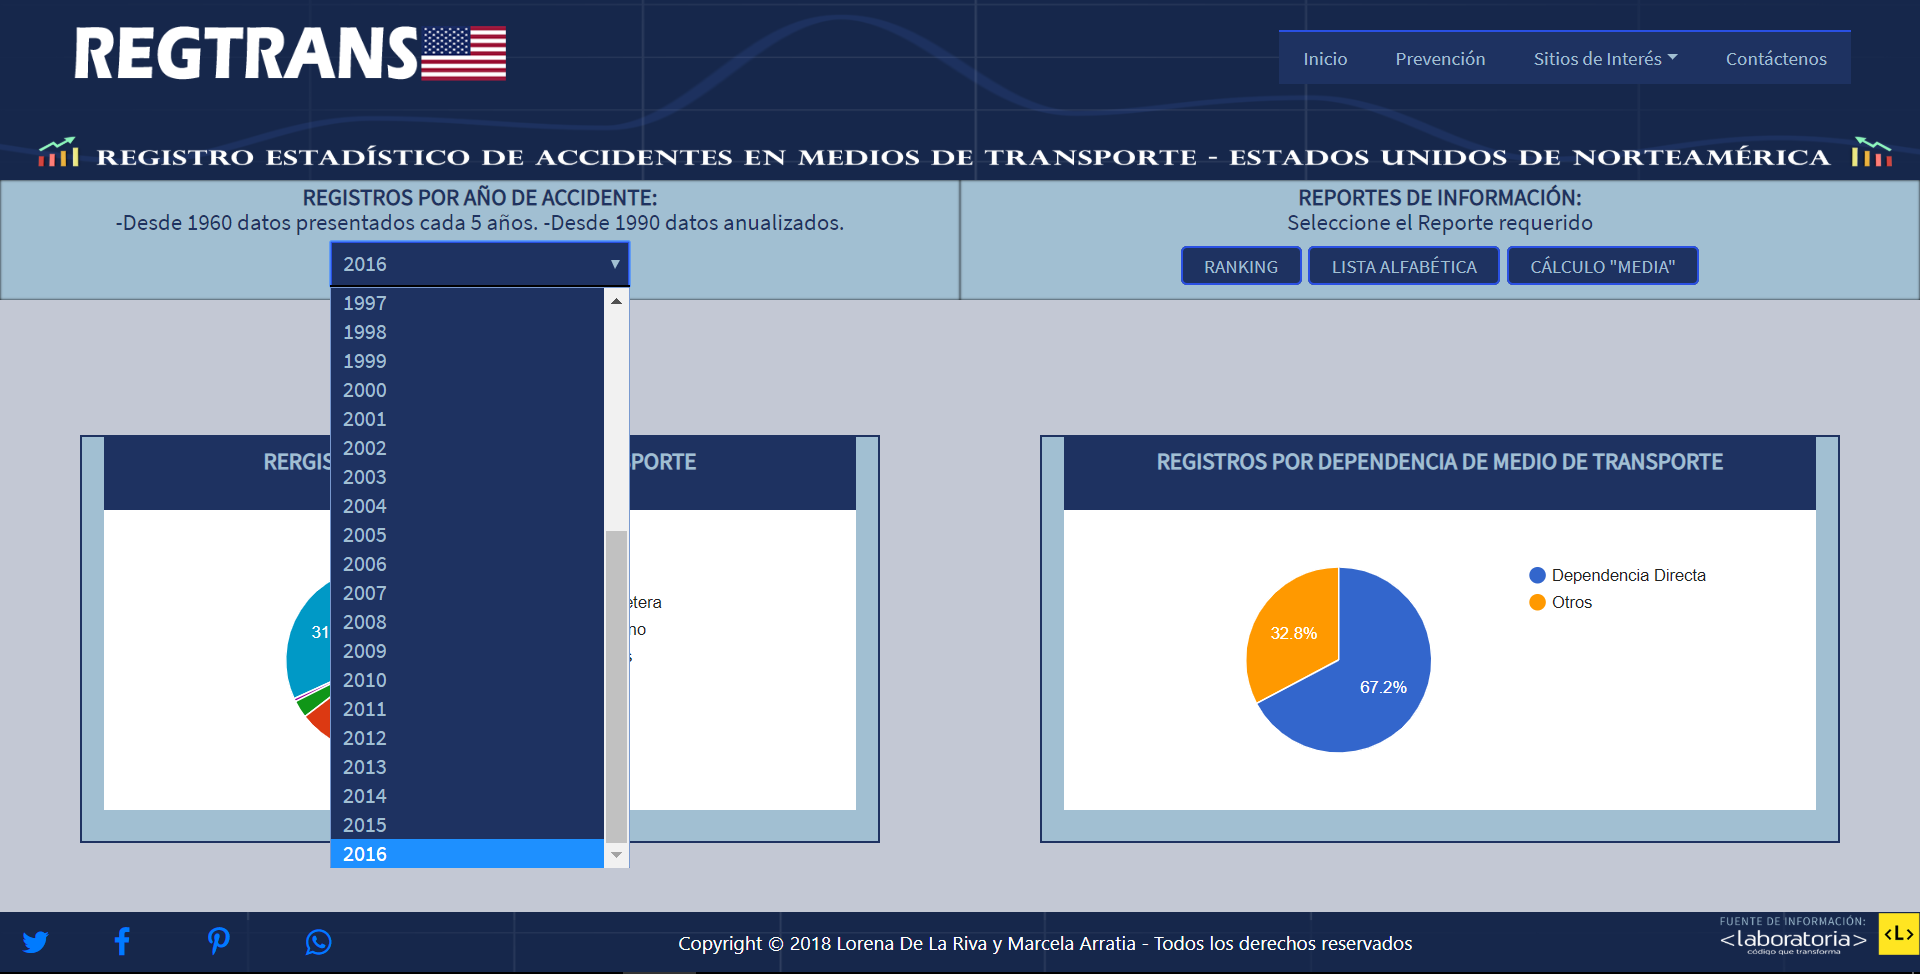 REGTRANS
Inicio
Prevención
Sitios de Interés
Contáctenos
REGISTRO ESTADÍSTICO DE ACCIDENTES EN MEDIOS DE TRANSPORTE - ESTADOS UNIDOS DE NORTEAMÉRICA
REGISTROS POR AÑO DE ACCIDENTE:
-Desde 1960 datos presentados cada 5 años. -Desde 1990 datos anualizados.
2016
1997
1998
1999
2000
2001
2002
2003
2004
2005
2006
2007
2008
2009
2010
2011
2012
2013
2014
2015
2016
REPORTES DE INFORMACIÓN:
Seleccione el Reporte requerido
RANKING
LISTA ALFABÉTICA
CÁLCULO "MEDIA"
RERGIS
PORTE
31
etera
no
REGISTROS POR DEPENDENCIA DE MEDIO DE TRANSPORTE
32.8%
67.2%
Dependencia Directa
Otros
Copyright © 2018 Lorena De La Riva y Marcela Arratia - Todos los derechos reservados
FUENTE DE INFORMACIÓN:
<laboratoria>
código que transforma
<L>